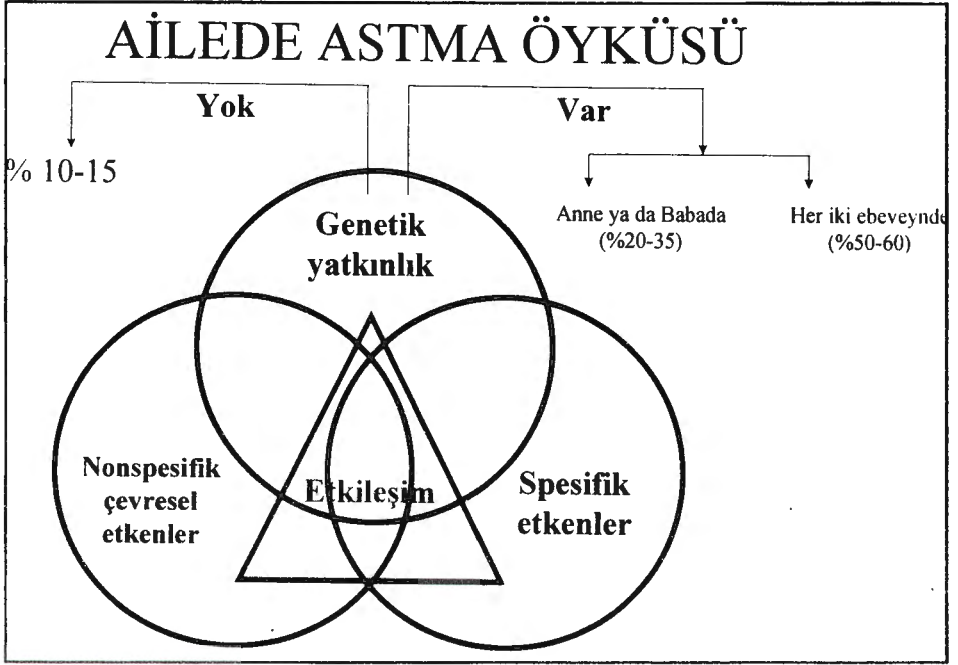 AİLEDE ASTMA ÖYKÜSÜ
Yok
Var
% 10-15
Anne ya da Babada
(%20-35)
Her iki ebeveynde
(%50-60)
Genetik
yatkınlık
Nonspesifik
çevresel
etkenler
Etkileşim
Spesifik
etkenler